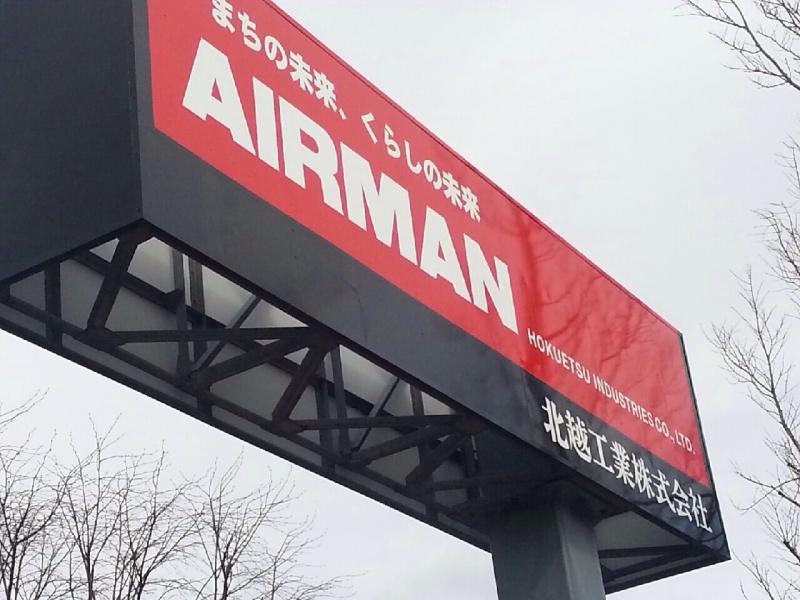 まちの未来、くらしの未来
AIRMAN
HOKUETSU INDUSTRIES CO., LTD.
北越工業株式会社